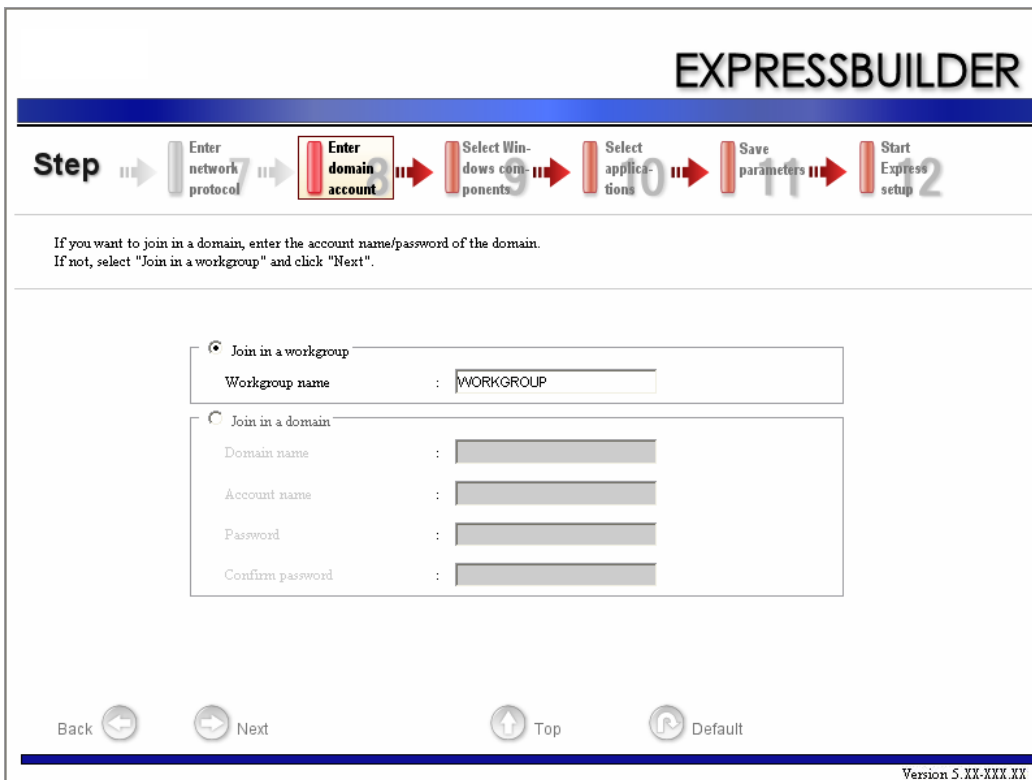 EXPRESSBUILDER
Step
Enter
network
protocol
7
Enter
domain
account
8
Select Win-
dows com-
ponents
9
Select
applica-
tions
10
Save
parameters
11
Start
Express
setup
12
If you want to join in a domain, enter the account name/password of the domain.
If not, select "Join in a workgroup" and click "Next".
Join in a workgroup
Workgroup name : WORKGROUP
Join in a domain
Domain name :
Account name :
Password :
Confirm password :
Back Next Top Default
Version 5.XX-XXX.XX